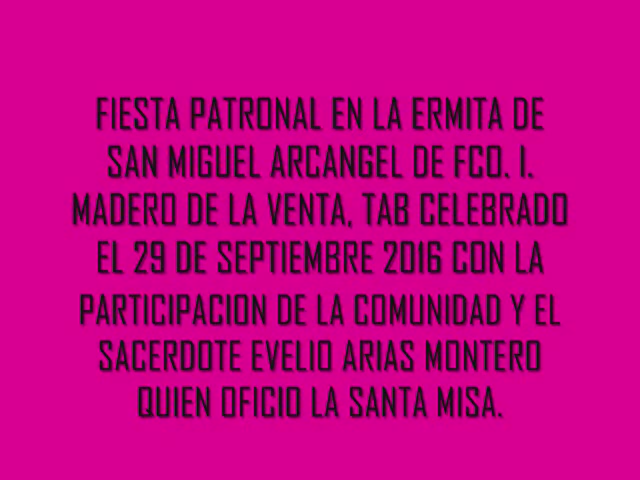 FIESTA PATRONAL EN LA ERMITA DE
SAN MIGUEL ARCANGEL DE FCO. I.
MADERO DE LA VENTA, TAB CELEBRADO
EL 29 DE SEPTIEMBRE 2016 CON LA
PARTICIPACION DE LA COMUNIDAD Y EL
SACERDOTE EVELIO ARIAS MONTERO
QUIEN OFICIO LA SANTA MISA.